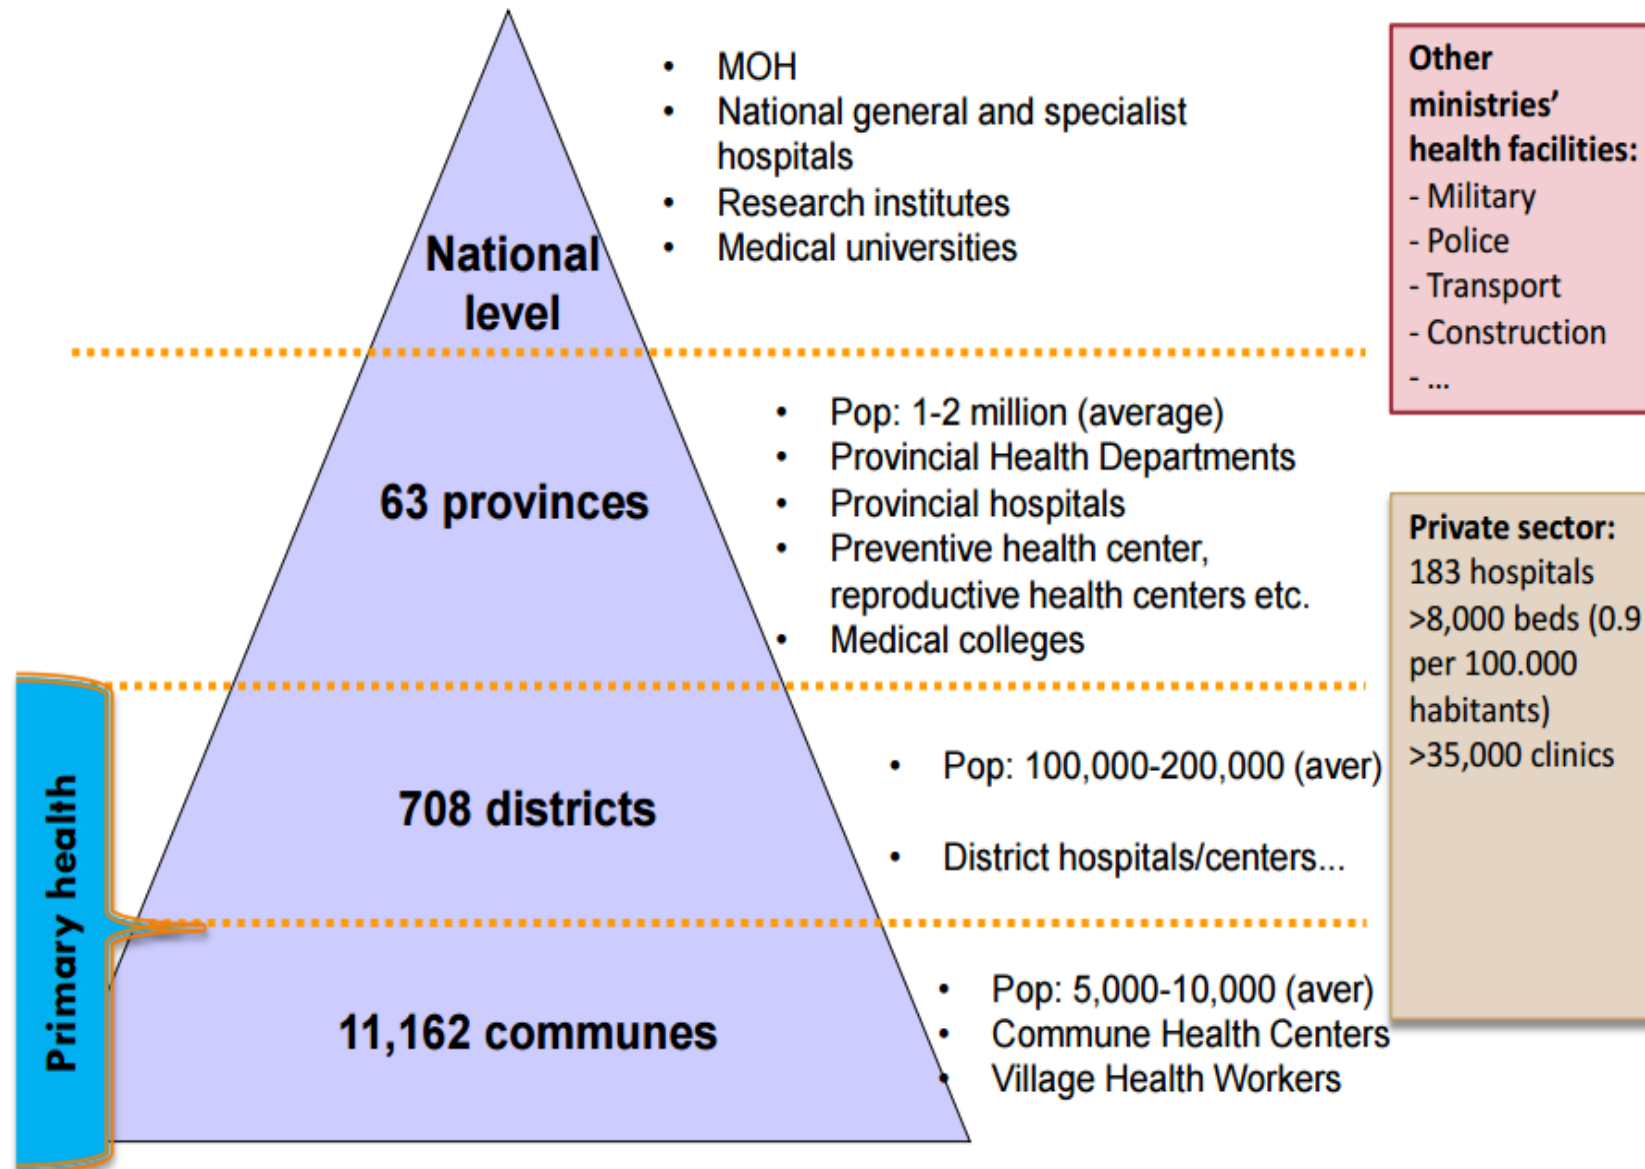 National
level
• MOH
• National general and specialist
hospitals
• Research institutes
• Medical universities
63 provinces
• Pop: 1-2 million (average)
• Provincial Health Departments
• Provincial hospitals
• Preventive health center,
reproductive health centers etc.
• Medical colleges
Primary health
708 districts
• Pop: 100,000-200,000 (aver)
• District hospitals/centers...
11,162 communes
• Pop: 5,000-10,000 (aver)
• Commune Health Centers
• Village Health Workers
Other
ministries’
health facilities:
- Military
- Police
- Transport
- Construction
- ...
Private sector:
183 hospitals
>8,000 beds (0.9
per 100.000
habitants)
>35,000 clinics